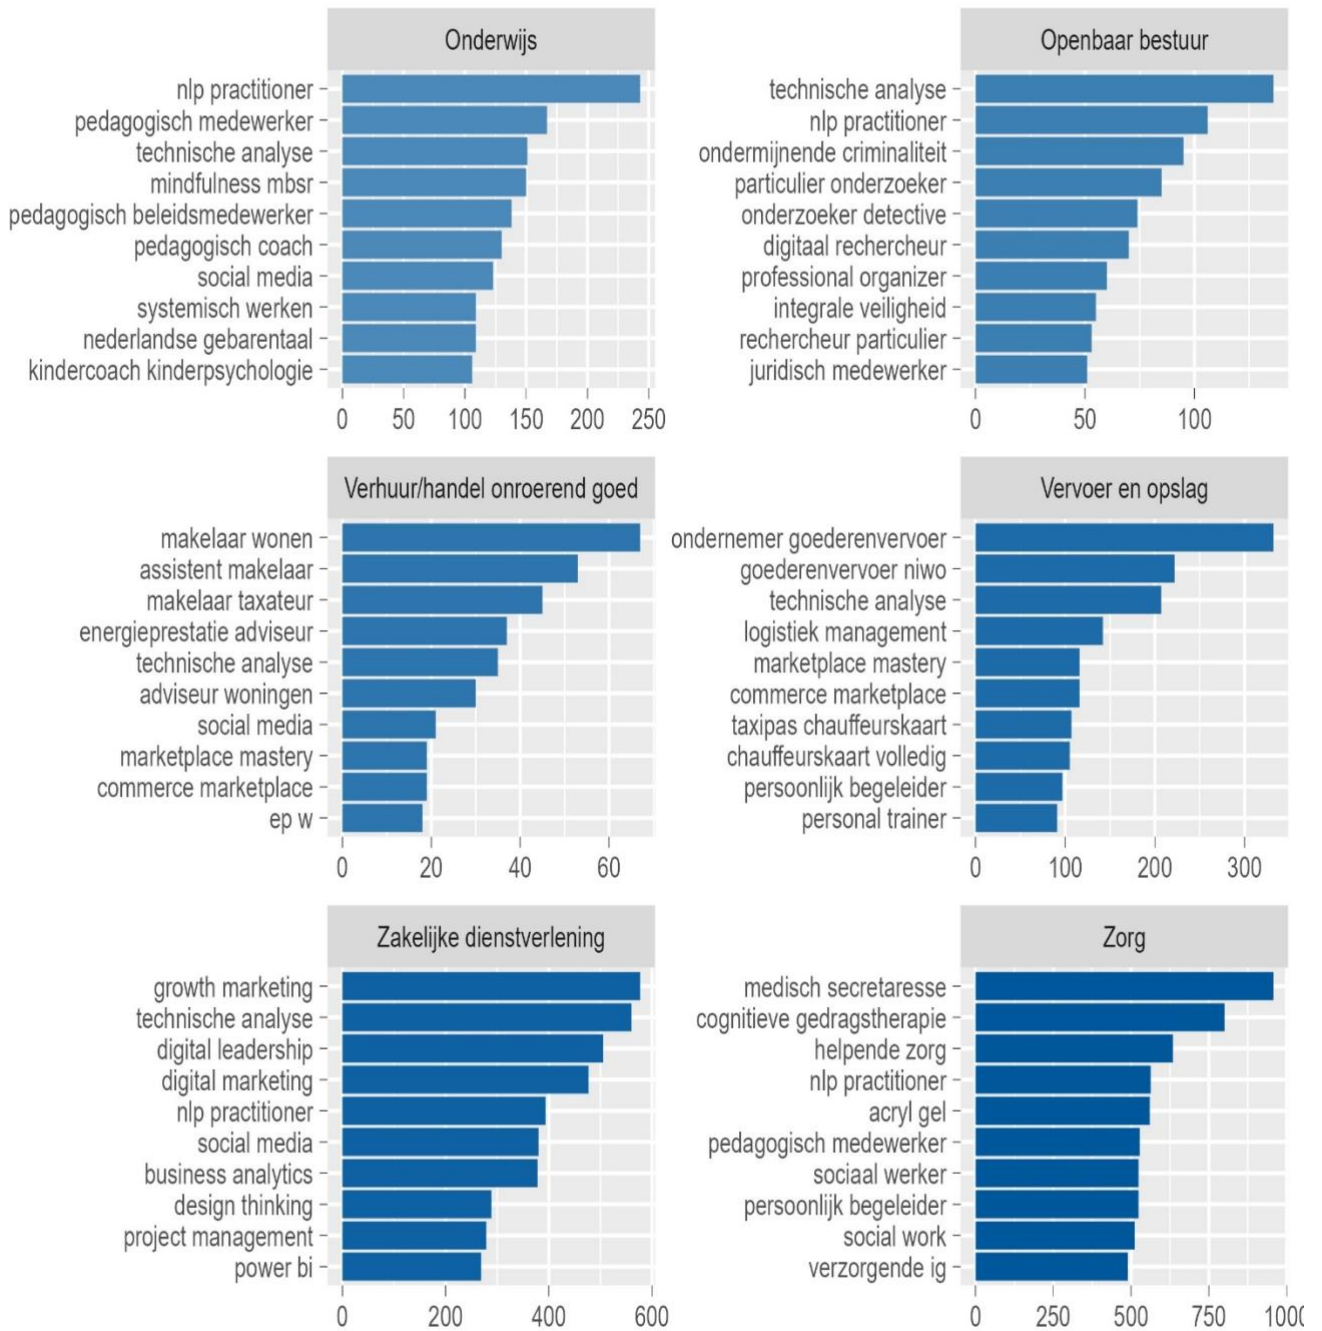 Onderwijs
nlp practitioner
pedagogisch medewerker
technische analyse
mindfulness mbsr
pedagogisch beleidsmedewerker
pedagogisch coach
social media
systemisch werken
nederlandse gebarentaal
kindercoach kinderpsychologie
0 50 100 150 200 250
Openbaar bestuur
technische analyse
nlp practitioner
ondermijnende criminaliteit
particulier onderzoeker
onderzoeker detective
digitaal rechercheur
professional organizer
integrale veiligheid
rechercheur particulier
juridisch medewerker
0 50 100
Verhuur/handel onroerend goed
makelaar wonen
assistent makelaar
makelaar taxateur
energieprestatie adviseur
technische analyse
adviseur woningen
social media
marketplace mastery
commerce marketplace
ep w
0 20 40 60
Vervoer en opslag
ondernemer goederenvervoer
goederenvervoer niwo
technische analyse
logistiek management
marketplace mastery
commerce marketplace
taxipas chauffeurskaart
chauffeurskaart volledig
persoonlijk begeleider
personal trainer
0 100 200 300
Zakelijke dienstverlening
growth marketing
technische analyse
digital leadership
digital marketing
nlp practitioner
social media
business analytics
design thinking
project management
power bi
0 200 400 600
Zorg
medisch secretaresse
cognitieve gedragstherapie
helpende zorg
nlp practitioner
acryl gel
pedagogisch medewerker
sociaal werker
persoonlijk begeleider
social work
verzorgende ig
0 250 500 750 1000